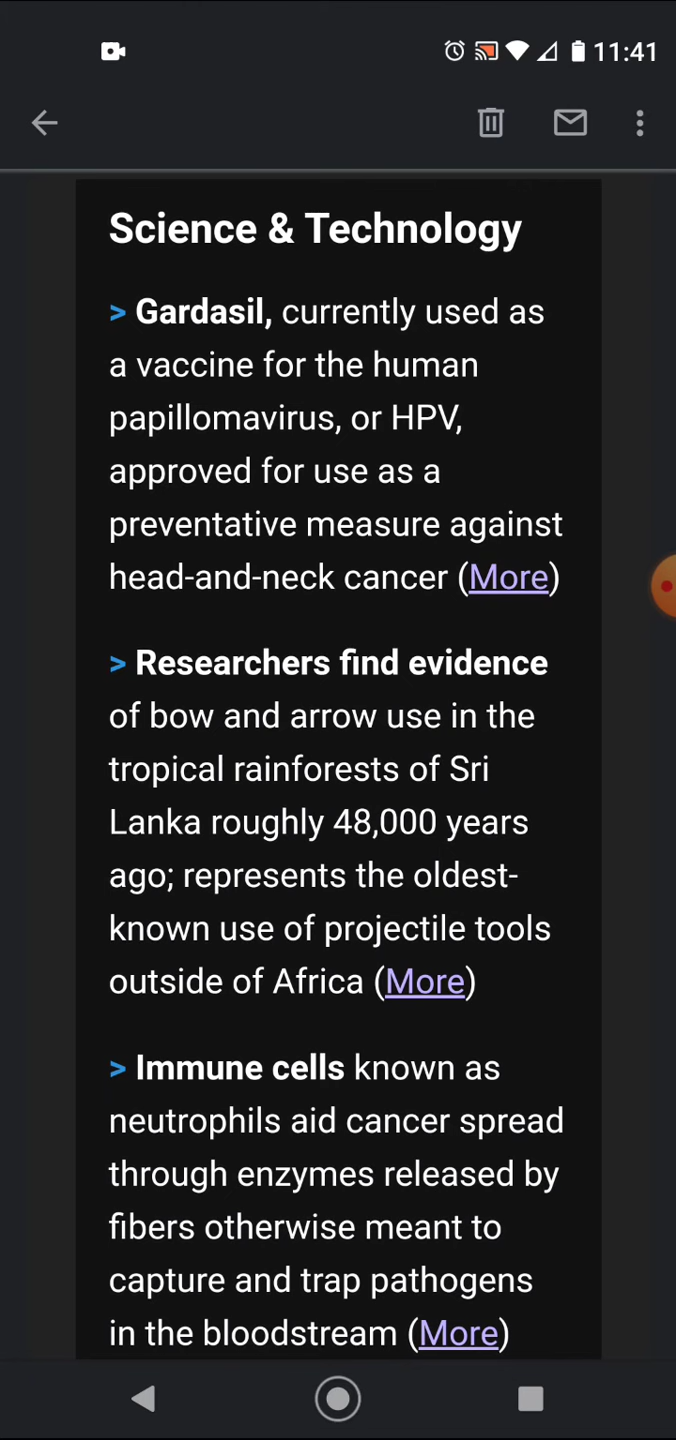 11:41
Science & Technology
> Gardasil, currently used as
a vaccine for the human
papillomavirus, or HPV,
approved for use as a
preventative measure against
head-and-neck cancer (More)
> Researchers find evidence
of bow and arrow use in the
tropical rainforests of Sri
Lanka roughly 48,000 years
ago; represents the oldest-
known use of projectile tools
outside of Africa (More)
> Immune cells known as
neutrophils aid cancer spread
through enzymes released by
fibers otherwise meant to
capture and trap pathogens
in the bloodstream (More)